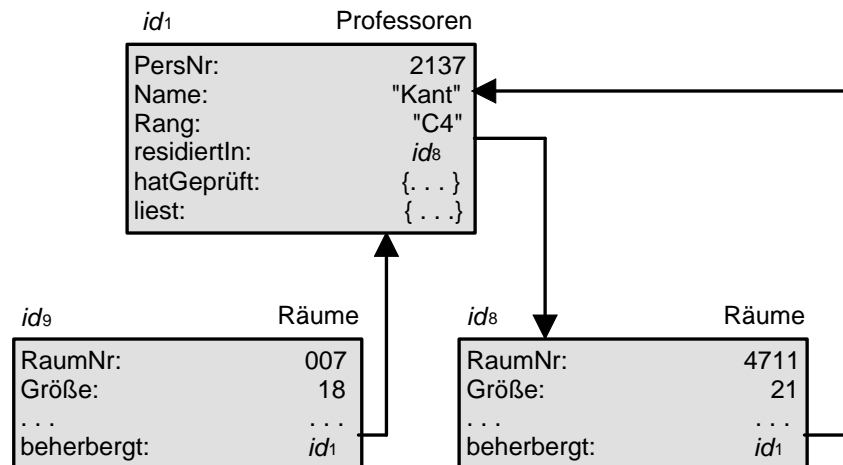 id1 Professoren
PersNr: 2137
Name: "Kant"
Rang: "C4"
residiertIn: id8
hatGeprüft: {. . . }
liest: { . . .}
id9 Räume
RaumNr: 007
Größe: 18
. . . . . .
beherbergt: id1
id8 Räume
RaumNr: 4711
Größe: 21
. . . . . .
beherbergt: id1